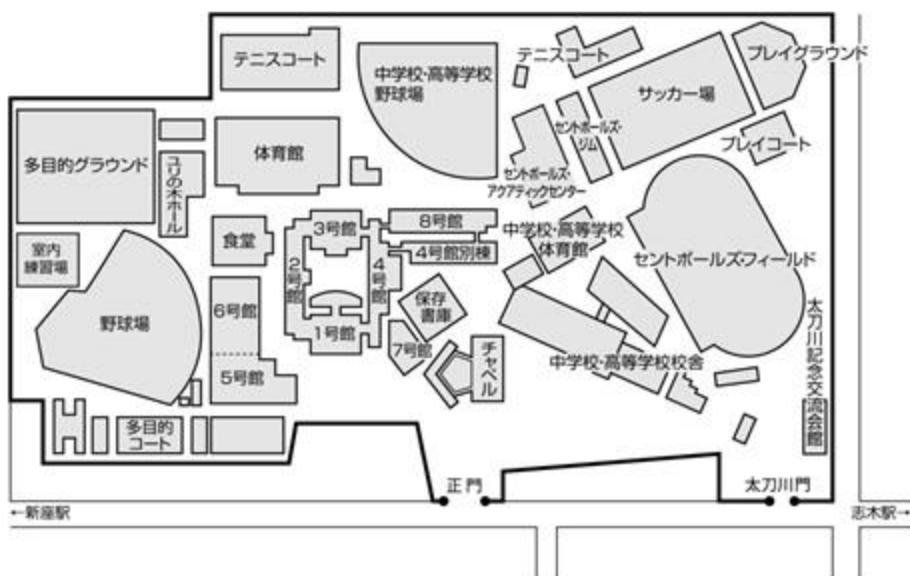 テニスコート
中学校・高等学校
野球場
テニスコート
プレイグラウンド
サッカー場
プレイコート
多目的グラウンド
ユリの木ホール
体育館
セントポールズ・
ジム
セントポールズ・
アクアティックセンター
室内
練習場
野球場
食堂
3号館
2号館
4号館
1号館
8号館
4号館別棟
中学校・高等学校
体育館
セントポールズ・フィールド
6号館
5号館
保存
書庫
7号館
チャペル
中学校・高等学校校舎
太刀川記念交流会館
多目的
コート
正門
太刀川門
←新座駅
志木駅→